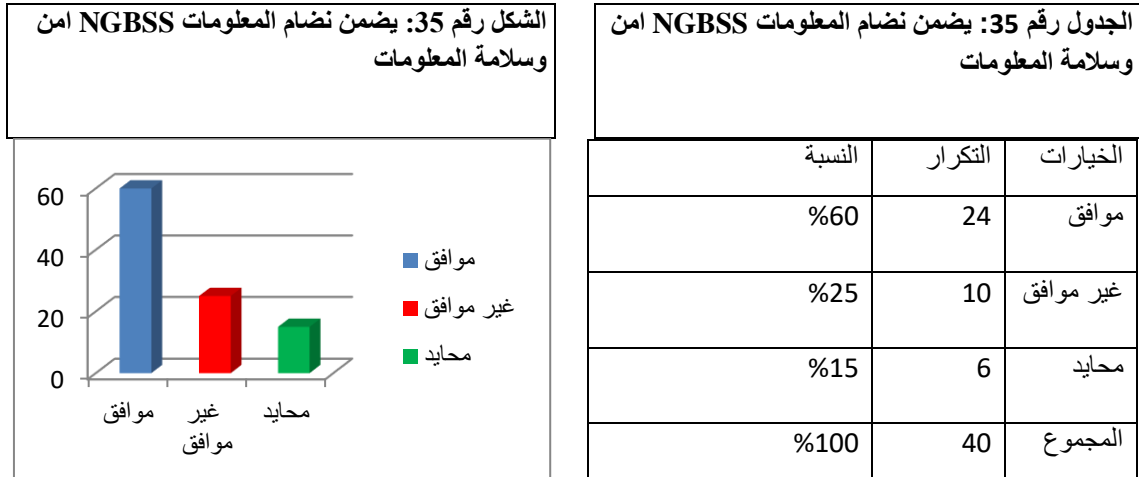 الجدول رقم 35: يضمن نضام المعلومات NGBSS امن
وسلامة المعلومات
الخيارات التكرار النسبة
موافق 24 60%
غير موافق 10 25%
محايد 6 15%
المجموع 40 100%
الشكل رقم 35: يضمن نضام المعلومات NGBSS امن
وسلامة المعلومات
60
40
20
0
موافق
غير موافق
محايد
موافق
غير
موافق
محايد